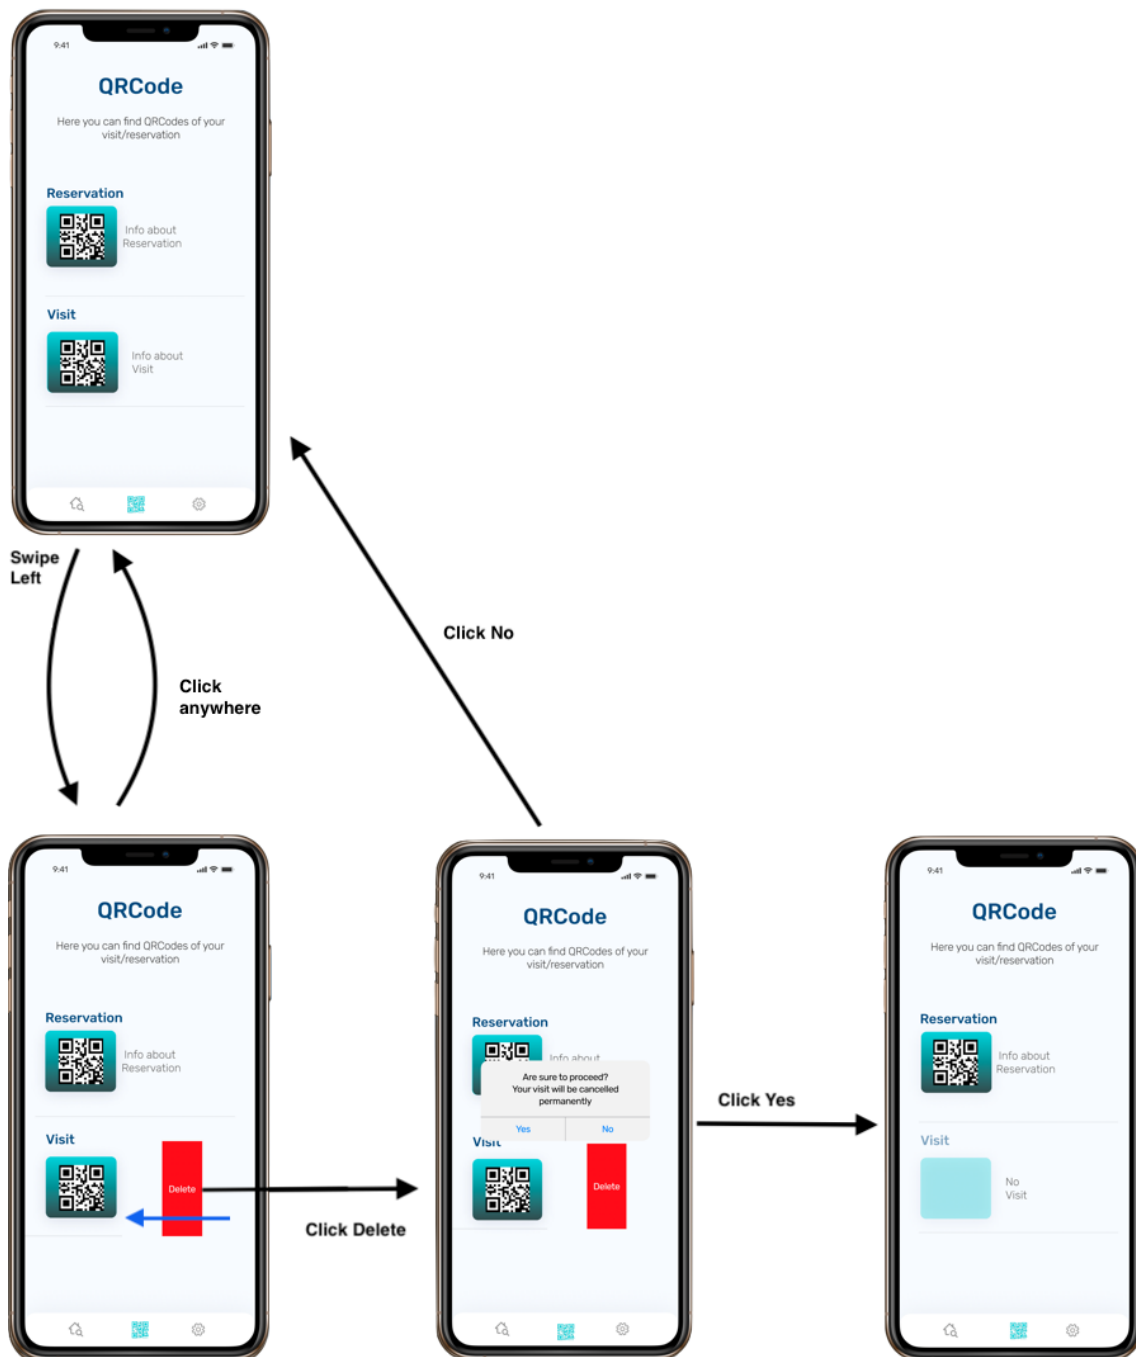 9:41
QRCode
Here you can find QRCodes of your
visit/reservation
Reservation
Info about
Reservation
Visit
Info about
Visit
Swipe
Left
Click
anywhere
Click No
9:41
QRCode
Here you can find QRCodes of your
visit/reservation
Reservation
Info about
Reservation
Visit
Delete
Click Delete
9:41
QRCode
Here you can find QRCodes of your
visit/reservation
Reservation
Info about
Are sure to proceed?
Your visit will be cancelled
permanently
Yes
No
Visit
Delete
Click Yes
9:41
QRCode
Here you can find QRCodes of your
visit/reservation
Reservation
Info about
Reservation
Visit
No
Visit